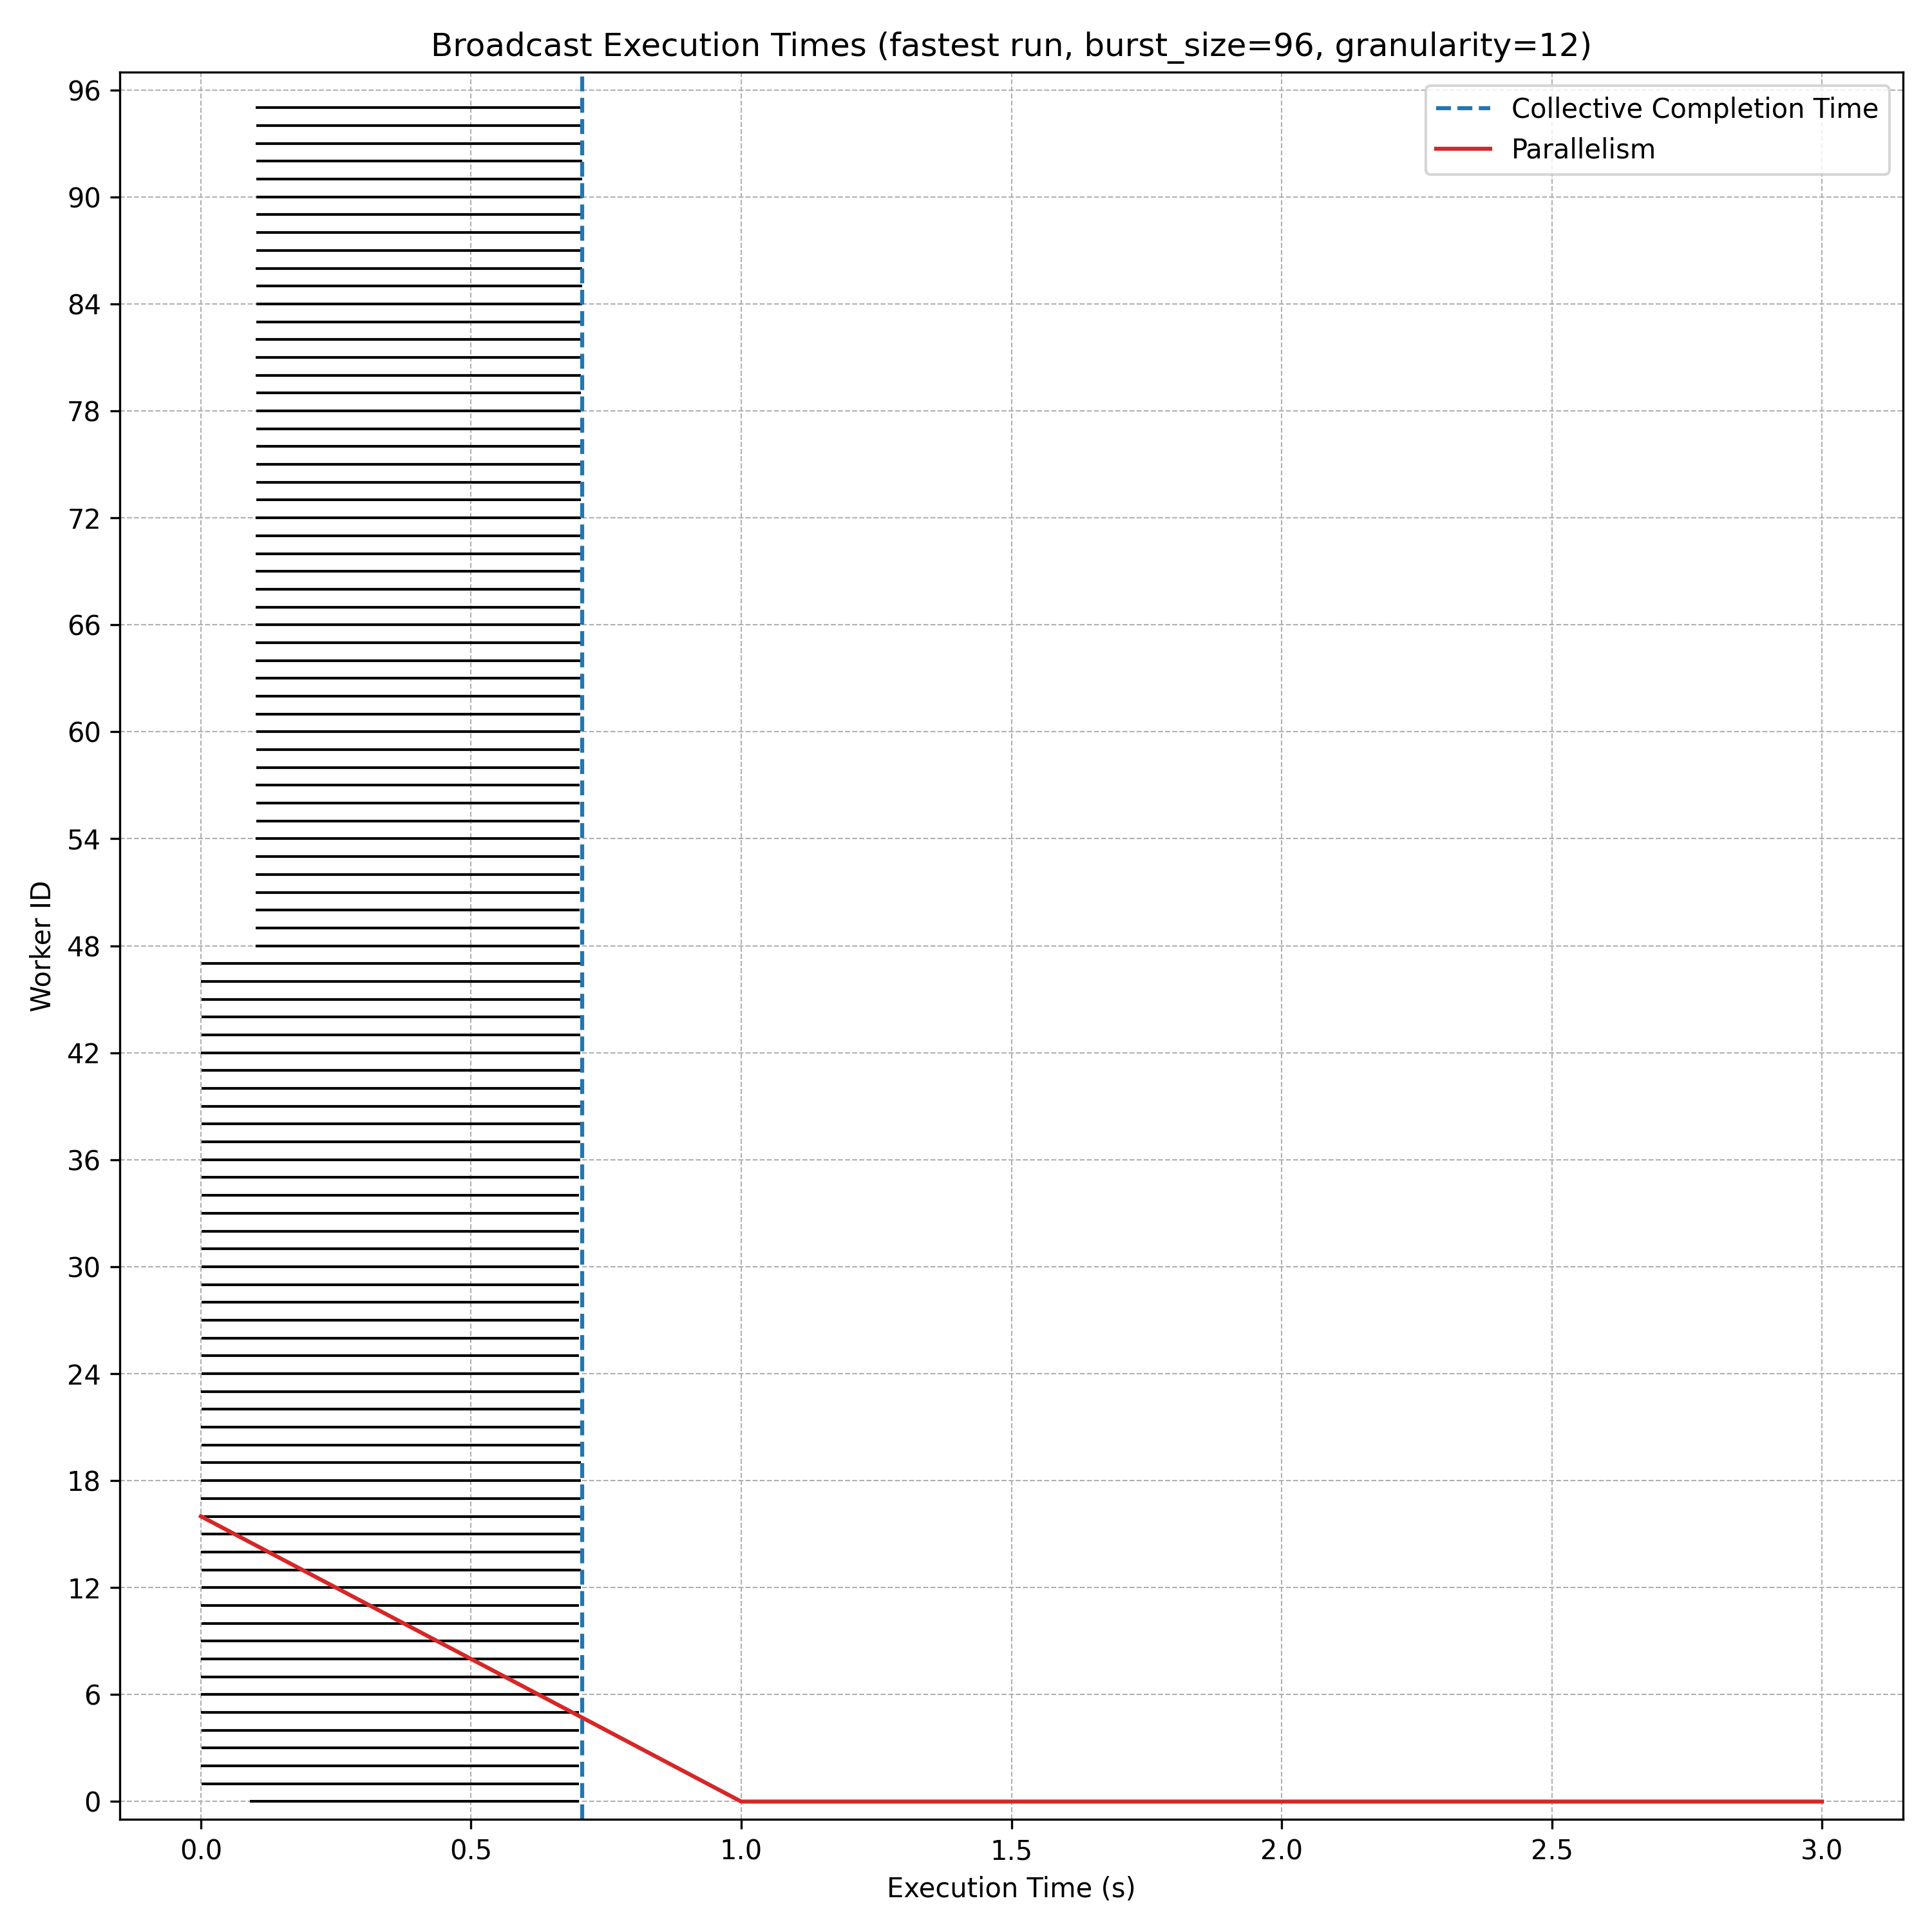 Broadcast Execution Times (fastest run, burst_size=96, granularity=12)
Collective Completion Time
Parallelism
96
90
84
78
72
66
60
54
48
42
36
30
24
18
12
6
0
Worker ID
0.0 0.5 1.0 1.5 2.0 2.5 3.0
Execution Time (s)